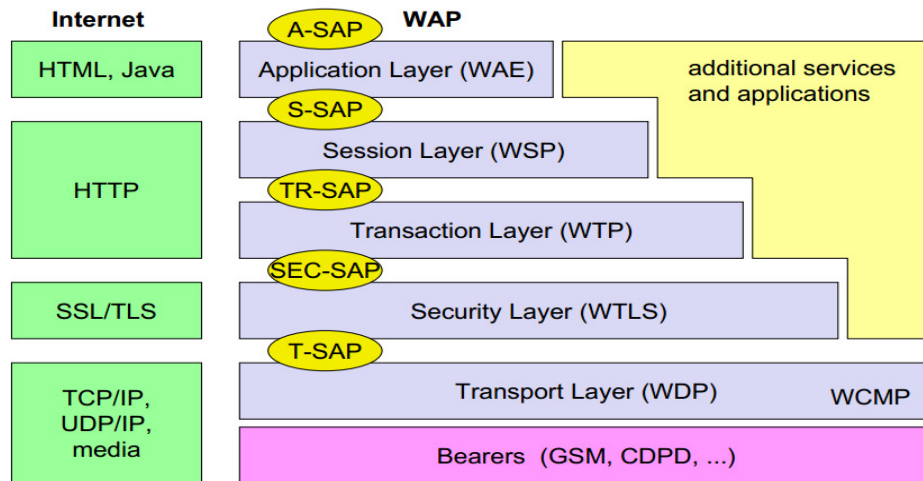 Internet
WAP
A-SAP
HTML, Java
Application Layer (WAE)
additional services
and applications
S-SAP
HTTP
Session Layer (WSP)
TR-SAP
Transaction Layer (WTP)
SEC-SAP
SSL/TLS
Security Layer (WTLS)
T-SAP
TCP/IP,
UDP/IP,
media
Transport Layer (WDP)
WCMP
Bearers (GSM, CDPD, ...)